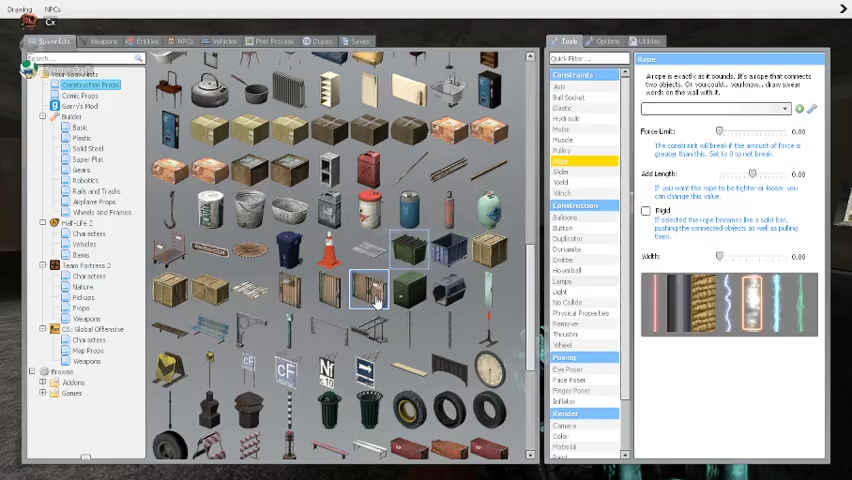 Drawing NPCs
Cx
Spawnlists Weapons Entities NPCs Vehicles Post Process Dupes Saves
Search...
Your Spawnlists
Construction Props
Comic Props
Garry's Mod
Builder
Basic
Plastic
Solid Steel
Super Flat
Gears
Robotics
Rails and Tracks
Airplane Props
Wheels and Frames
Half-Life 2
Characters
Vehicles
Items
Team Fortress 2
Characters
Nature
Pickups
Props
Weapons
CS: Global Offensive
Characters
Map Props
Weapons
Browse
Addons
Games
cF
cF
Nf
c.10
Tools Options Utilities
Quick Filter...
Constraints
Axis
Ball Socket
Elastic
Hydraulic
Motor
Muscle
Pulley
Rope
Slider
Weld
Winch
Construction
Balloons
Button
Duplicator
Dynamite
Emitter
Hoverball
Lamps
Light
No Collide
Physical Properties
Remover
Thruster
Wheel
Posing
Eye Poser
Face Poser
Finger Poser
Inflator
Render
Camera
Color
Material
Paint
Rope
A rope is exactly as it sounds. It's a rope that connects
two objects. Or you could... you know... draw swear
words on the wall with it.
Force Limit: 0.00
The constraint will break if the amount of force is
greater than this. Set to 0 to not break.
Add Length: 0.00
If you want the rope to be tighter or looser you
can change this value.
Rigid
If selected the rope becomes like a solid bar,
pushing the connected objects as well as pulling
them.
Width: 0.00